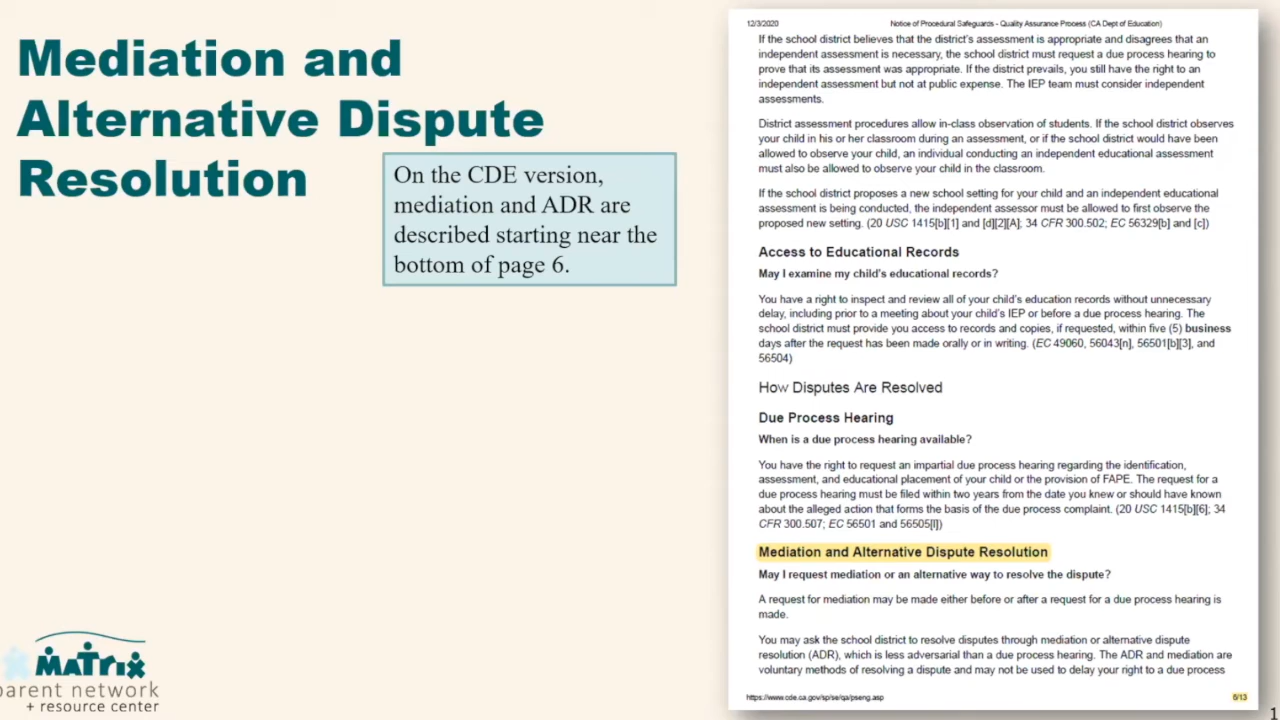 Mediation and
Alternative Dispute
Resolution
On the CDE version,
mediation and ADR are
described starting near the
bottom of page 6.
12/3/2020
Notice of Procedural Safeguards - Quality Assurance Process (CA Dept of Education)
If the school district believes that the district's assessment is appropriate and disagrees that an
independent assessment is necessary, the school district must request a due process hearing to
prove that its assessment was appropriate. If the district prevails, you still have the right to an
independent assessment but not at public expense. The IEP team must consider independent
assessments.
District assessment procedures allow in-class observation of students. If the school district observes
your child in his or her classroom during an assessment, or if the school district would have been
allowed to observe your child, an individual conducting an independent educational assessment
must also be allowed to observe your child in the classroom.
If the school district proposes a new school setting for your child and an independent educational
assessment is being conducted, the independent assessor must be allowed to first observe the
proposed new setting. (20 USC 1415[b][1] and [d][2][A]; 34 CFR 300.502; EC 56329[b] and [c])
Access to Educational Records
May I examine my child's educational records?
You have a right to inspect and review all of your child's education records without unnecessary
delay, including prior to a meeting about your child's IEP or before a due process hearing. The
school district must provide you access to records and copies, if requested, within five (5) business
days after the request has been made orally or in writing. (EC 49060, 56043[n], 56501[b][3], and
56504)
How Disputes Are Resolved
Due Process Hearing
When is a due process hearing available?
You have the right to request an impartial due process hearing regarding the identification,
assessment, and educational placement of your child or the provision of FAPE. The request for a
due process hearing must be filed within two years from the date you knew or should have known
about the alleged action that forms the basis of the due process complaint. (20 USC 1415[b][6]; 34
CFR 300.507; EC 56501 and 56505[l])
Mediation and Alternative Dispute Resolution
May I request mediation or an alternative way to resolve the dispute?
A request for mediation may be made either before or after a request for a due process hearing is
made.
You may ask the school district to resolve disputes through mediation or alternative dispute
resolution (ADR), which is less adversarial than a due process hearing. The ADR and mediation are
voluntary methods of resolving a dispute and may not be used to delay your right to a due process
https://www.cde.ca.gov/sp/se/qa/pseng.asp
6/13
MATRIX
parent network
+ resource center
1